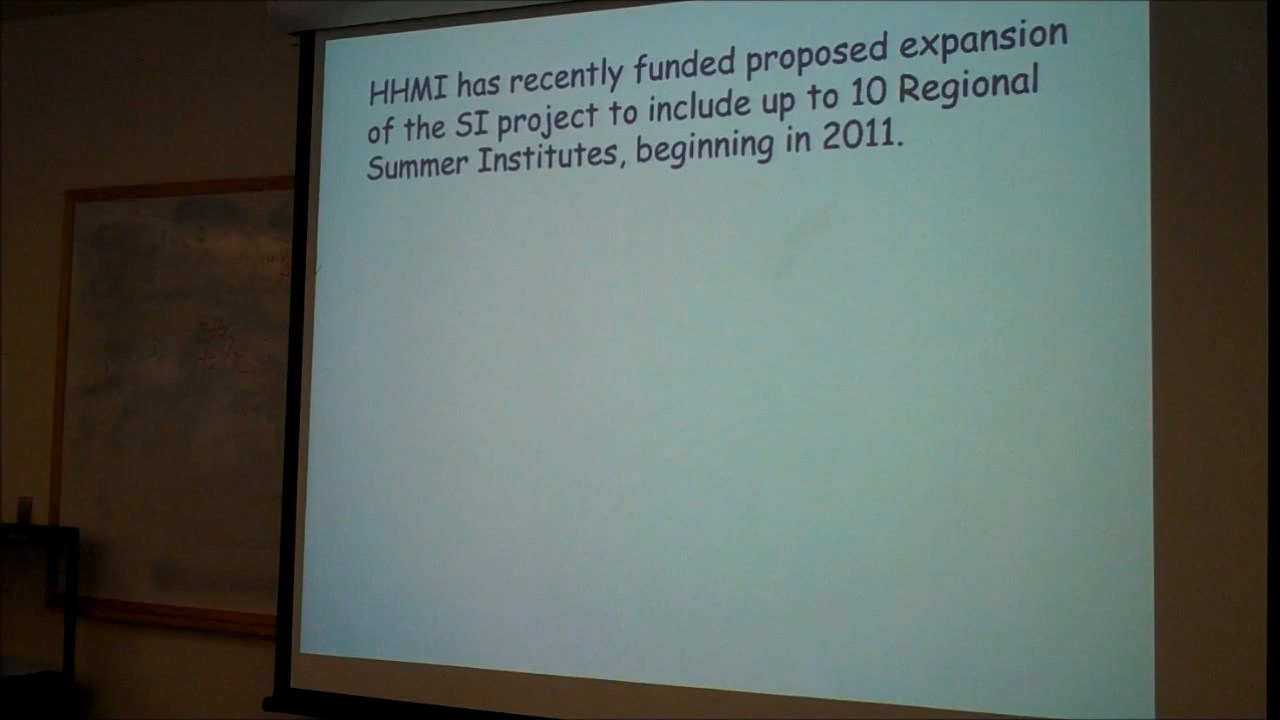 HHMI has recently funded proposed expansion
of the SI project to include up to 10 Regional
Summer Institutes, beginning in 2011.